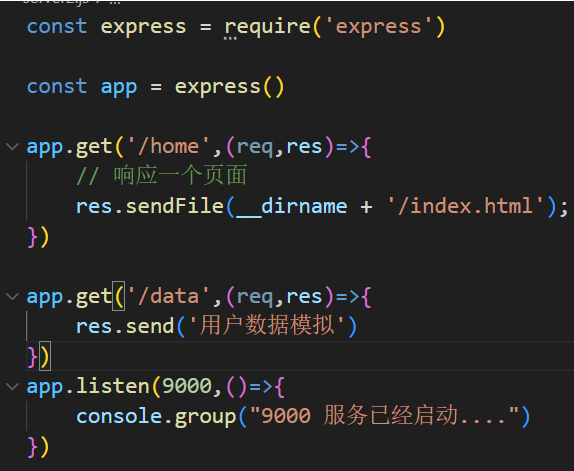 const express = require('express')
const app = express()
app.get('/home',(req,res)=>{
// 响应一个页面
res.sendFile(__dirname + '/index.html');
})
app.get('/data',(req,res)=>{
res.send('用户数据模拟')
})
app.listen(9000,()=>{
console.group("9000 服务已经启动....")
})